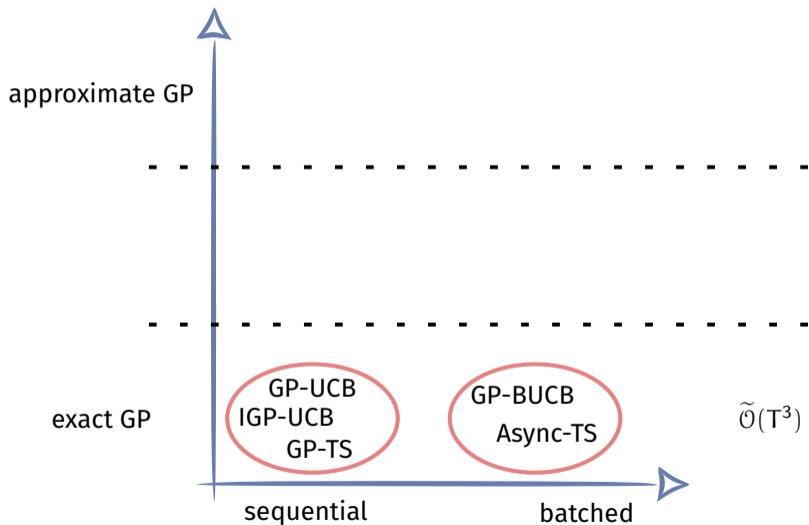 approximate GP
GP-UCB
IGP-UCB
GP-TS
GP-BUCB
Async-TS
exact GP
Õ(T³)
sequential
batched